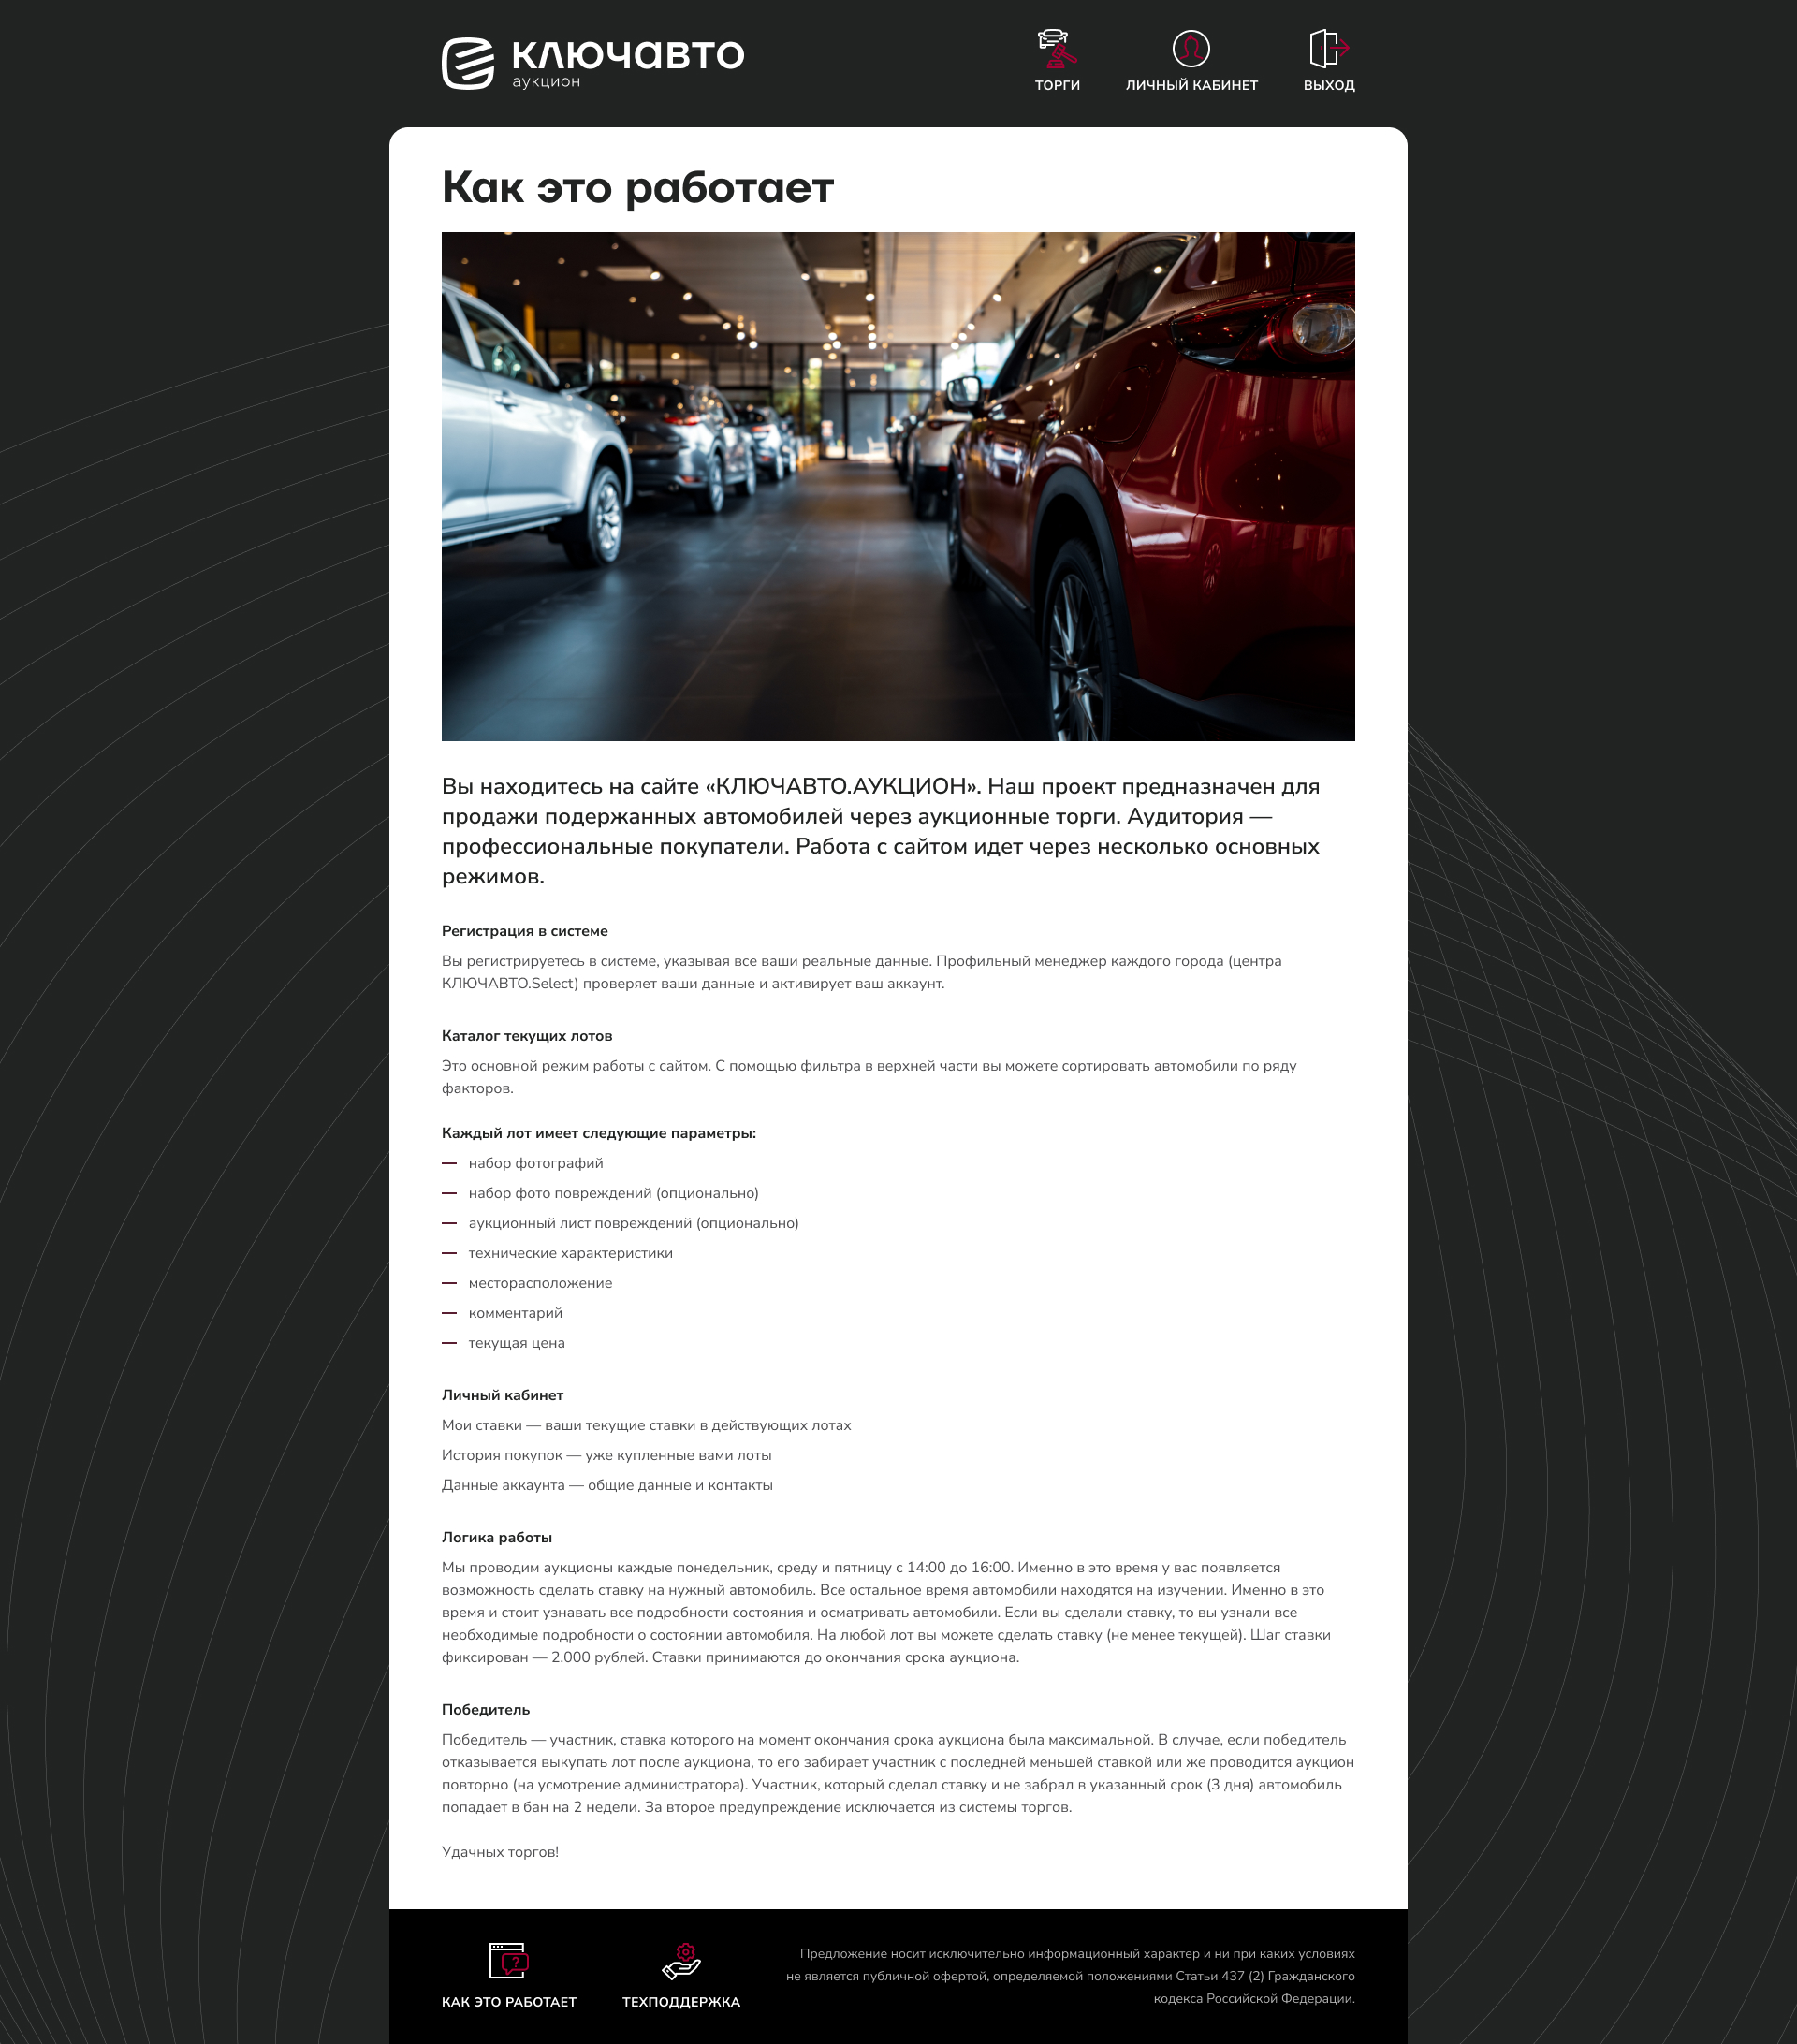 ключавто
аукцион
ТОРГИ
ЛИЧНЫЙ КАБИНЕТ
ВЫХОД
Как это работает
Вы находитесь на сайте «КЛЮЧАВТО.АУКЦИОН». Наш проект предназначен для
продажи подержанных автомобилей через аукционные торги. Аудитория —
профессиональные покупатели. Работа с сайтом идет через несколько основных
режимов.
Регистрация в системе
Вы регистрируетесь в системе, указывая все ваши реальные данные. Профильный менеджер каждого города (центра
КЛЮЧАВТО.Select) проверяет ваши данные и активирует ваш аккаунт.
Каталог текущих лотов
Это основной режим работы с сайтом. С помощью фильтра в верхней части вы можете сортировать автомобили по ряду
факторов.
Каждый лот имеет следующие параметры:
— набор фотографий
— набор фото повреждений (опционально)
— аукционный лист повреждений (опционально)
— технические характеристики
— месторасположение
— комментарий
— текущая цена
Личный кабинет
Мои ставки — ваши текущие ставки в действующих лотах
История покупок — уже купленные вами лоты
Данные аккаунта — общие данные и контакты
Логика работы
Мы проводим аукционы каждые понедельник, среду и пятницу с 14:00 до 16:00. Именно в это время у вас появляется
возможность сделать ставку на нужный автомобиль. Все остальное время автомобили находятся на изучении. Именно в это
время и стоит узнавать все подробности состояния и осматривать автомобили. Если вы сделали ставку, то вы узнали все
необходимые подробности о состоянии автомобиля. На любой лот вы можете сделать ставку (не менее текущей). Шаг ставки
фиксирован — 2.000 рублей. Ставки принимаются до окончания срока аукциона.
Победитель
Победитель — участник, ставка которого на момент окончания срока аукциона была максимальной. В случае, если победитель
отказывается выкупать лот после аукциона, то его забирает участник с последней меньшей ставкой или же проводится аукцион
повторно (на усмотрение администратора). Участник, который сделал ставку и не забрал в указанный срок (3 дня) автомобиль
попадает в бан на 2 недели. За второе предупреждение исключается из системы торгов.
Удачных торгов!
КАК ЭТО РАБОТАЕТ
ТЕХПОДДЕРЖКА
Предложение носит исключительно информационный характер и ни при каких условиях
не является публичной офертой, определяемой положениями Статьи 437 (2) Гражданского
кодекса Российской Федерации.